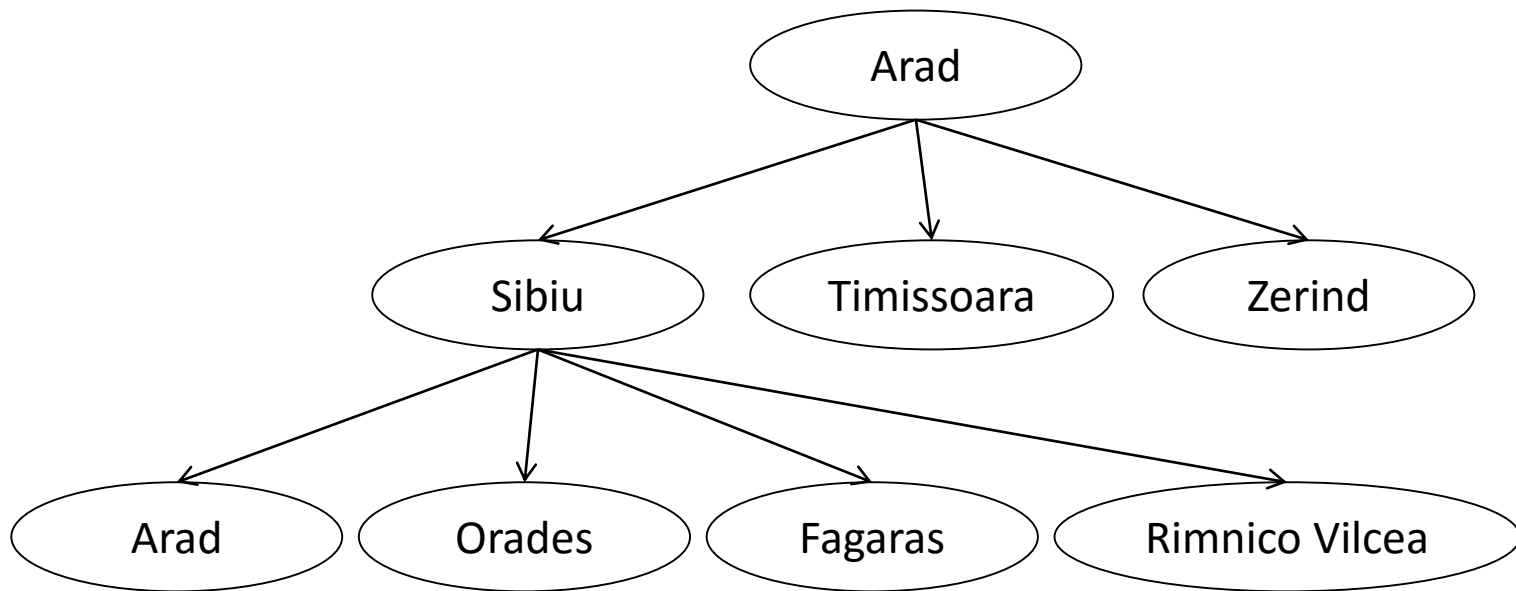 Arad
Sibiu
Timissoara
Zerind
Arad
Orades
Fagaras
Rimnico Vilcea